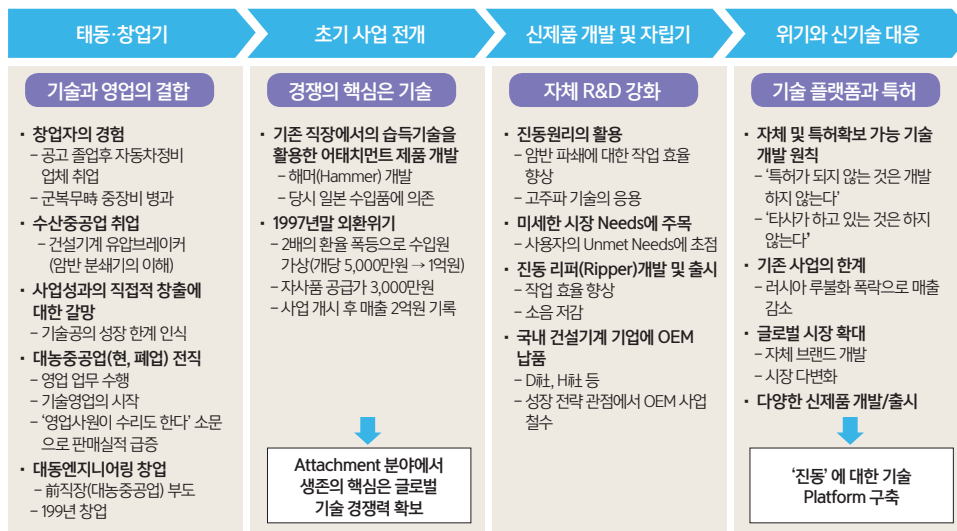 태동·창업기
기술과 영업의 결합
▪ 창업자의 경험
– 공고 졸업후 자동차정비
업체 취업
– 군복무時 중장비 병과
▪ 수산중공업 취업
– 건설기계 유압브레이커
(암반 분쇄기의 이해)
▪ 사업성과의 직접적 창출에
대한 갈망
– 기술공의 성장 한계 인식
▪ 대농중공업(현, 폐업) 전직
– 영업 업무 수행
– 기술영업의 시작
– ‘영업사원이 수리도 한다’ 소문
으로 판매실적 급증
▪ 대동엔지니어링 창업
– 前직장(대농중공업) 부도
– 199년 창업
초기 사업 전개
경쟁의 핵심은 기술
▪ 기존 직장에서의 습득기술을
활용한 어태치먼트 제품 개발
– 해머(Hammer) 개발
– 당시 일본 수입품에 의존
▪ 1997년말 외환위기
– 2배의 환율 폭등으로 수입원
가상(개당 5,000만원 → 1억원)
– 자사품 공급가 3,000만원
– 사업 개시 후 매출 2억원 기록
Attachment 분야에서
생존의 핵심은 글로벌
기술 경쟁력 확보
신제품 개발 및 자립기
자체 R&D 강화
▪ 진동원리의 활용
– 암반 파쇄에 대한 작업 효율
향상
– 고주파 기술의 응용
▪ 미세한 시장 Needs에 주목
– 사용자의 Unmet Needs에 초점
▪ 진동 리퍼(Ripper)개발 및 출시
– 작업 효율 향상
– 소음 저감
▪ 국내 건설기계 기업에 OEM
납품
– D社, H社 등
– 성장 전략 관점에서 OEM 사업
철수
위기와 신기술 대응
기술 플랫폼과 특허
▪ 자체 및 특허확보 가능 기술
개발 원칙
– ‘특허가 되지 않는 것은 개발
하지 않는다’
– ‘타사가 하고 있는 것은 하지
않는다’
▪ 기존 사업의 한계
– 러시아 루불화 폭락으로 매출
감소
▪ 글로벌 시장 확대
– 자체 브랜드 개발
– 시장 다변화
▪ 다양한 신제품 개발/출시
‘진동’ 에 대한 기술
Platform 구축